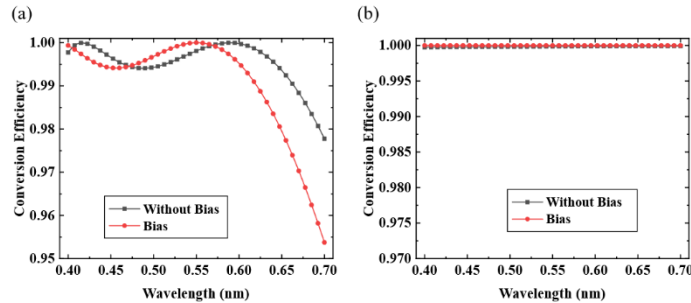 (a)
1.00
0.99
0.98
0.97
0.96
0.95
Conversion Efficiency
Without Bias
Bias
0.40 0.45 0.50 0.55 0.60 0.65 0.70
Wavelength (nm)
(b)
1.000
0.995
0.990
0.985
0.980
0.975
0.970
Conversion Efficiency
Without Bias
Bias
0.40 0.45 0.50 0.55 0.60 0.65 0.70
Wavelength (nm)